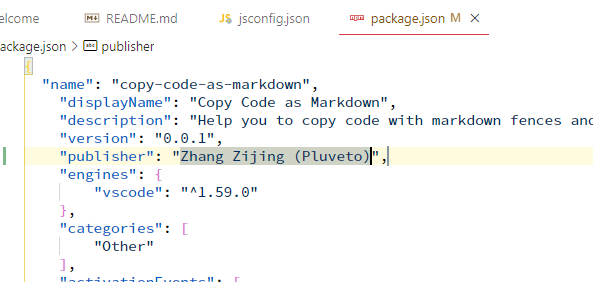 elcome README.md jsconfig.json package.json M
ackage.json > publisher
{
"name": "copy-code-as-markdown",
"displayName": "Copy Code as Markdown",
"description": "Help you to copy code with markdown fences and
"version": "0.0.1",
"publisher": "Zhang Zijing (Pluveto)",
"engines": {
"vscode": "^1.59.0"
},
"categories": [
"Other"
],
"activationEvents": [